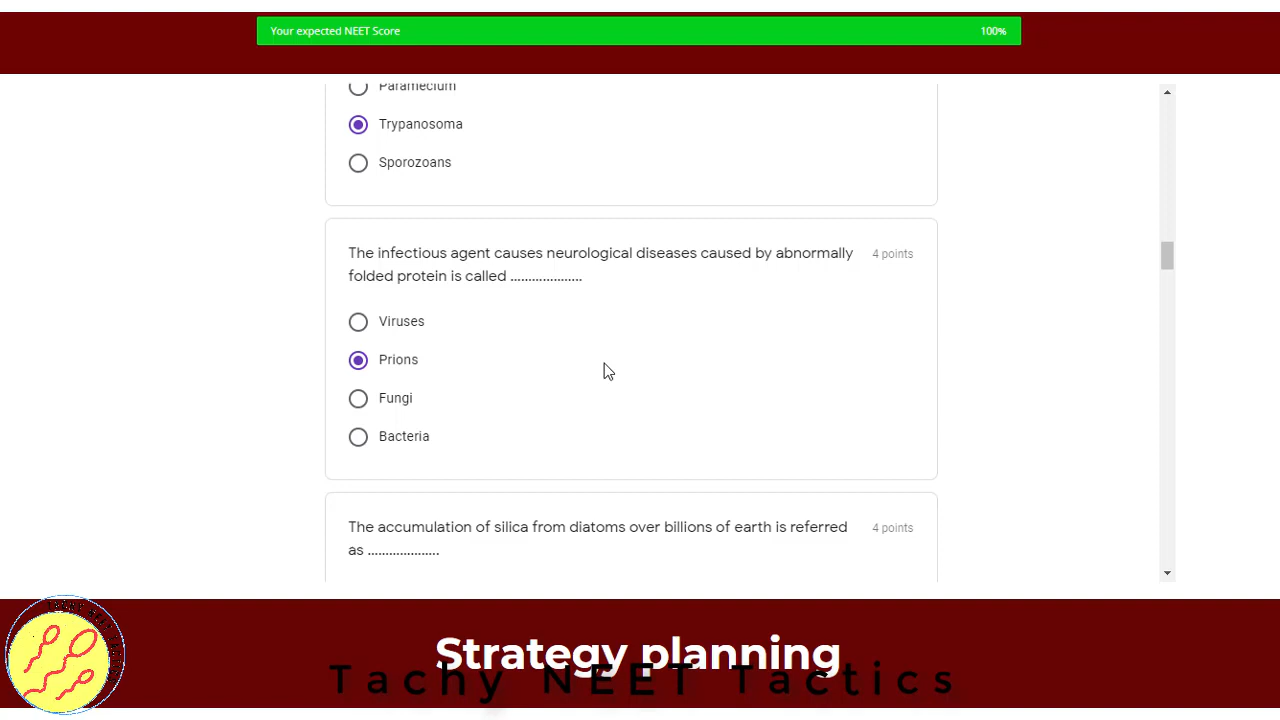 Your expected NEET Score 100%
Paramecium
Trypanosoma
Sporozoans
The infectious agent causes neurological diseases caused by abnormally 4 points
folded protein is called ....................
Viruses
Prions
Fungi
Bacteria
The accumulation of silica from diatoms over billions of earth is referred 4 points
as ....................
Strategy planning
Tachy NEET Tactics